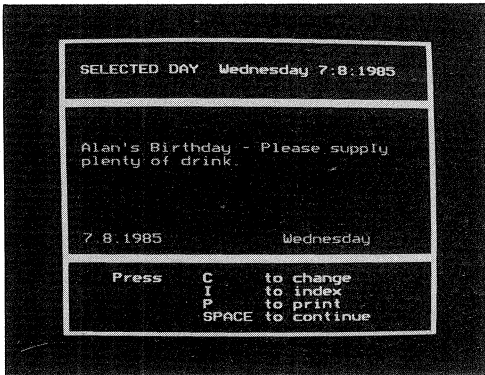 SELECTED DAY Wednesday 7:8:1985
Alan's Birthday - Please supply
plenty of drink.
7.8.1985 Wednesday
Press C to change
I to index
P to print
SPACE to continue